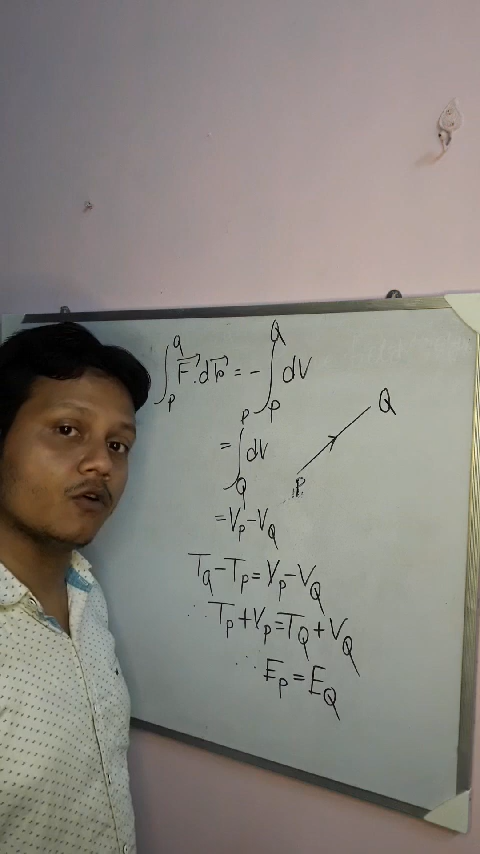 ∫_P^Q F⃗.dr⃗ = - ∫_P^Q dV
= ∫_Q^P dV
= V_P - V_Q
T_Q - T_P = V_P - V_Q
∴ T_P + V_P = T_Q + V_Q
∴ E_P = E_Q
Q
P